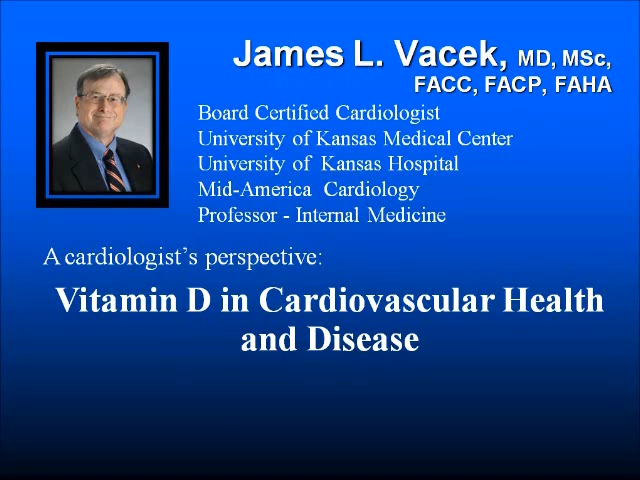 James L. Vacek, MD, MSc,
FACC, FACP, FAHA
Board Certified Cardiologist
University of Kansas Medical Center
University of Kansas Hospital
Mid-America Cardiology
Professor - Internal Medicine
A cardiologist's perspective:
Vitamin D in Cardiovascular Health
and Disease